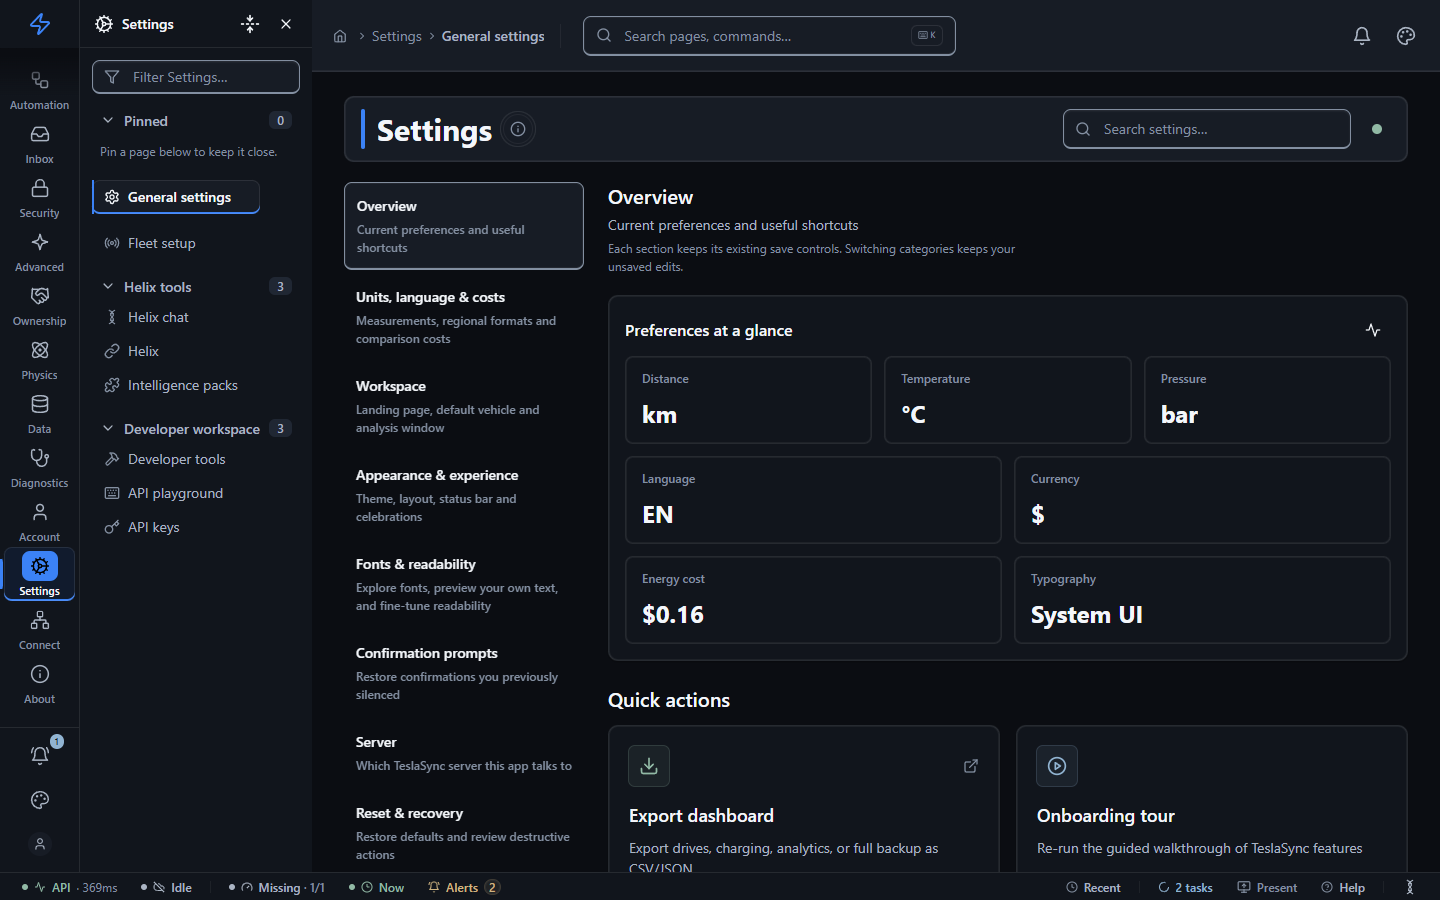 Automation
Inbox
Security
Advanced
Ownership
Physics
Data
Diagnostics
Account
Settings
Connect
About
1
Settings
Filter Settings...
Pinned 0
Pin a page below to keep it close.
General settings
Fleet setup
Helix tools 3
Helix chat
Helix
Intelligence packs
Developer workspace 3
Developer tools
API playground
API keys
Settings General settings
Search pages, commands... K
Settings
Search settings...
Overview
Current preferences and useful
shortcuts
Units, language & costs
Measurements, regional formats and
comparison costs
Workspace
Landing page, default vehicle and
analysis window
Appearance & experience
Theme, layout, status bar and
celebrations
Fonts & readability
Explore fonts, preview your own text,
and fine-tune readability
Confirmation prompts
Restore confirmations you previously
silenced
Server
Which TeslaSync server this app talks to
Reset & recovery
Restore defaults and review destructive
actions
Overview
Current preferences and useful shortcuts
Each section keeps its existing save controls. Switching categories keeps your
unsaved edits.
Preferences at a glance
Distance
km
Temperature
°C
Pressure
bar
Language
EN
Currency
$
Energy cost
$0.16
Typography
System UI
Quick actions
Export dashboard
Export drives, charging, analytics, or full backup as
CSV/JSON
Onboarding tour
Re-run the guided walkthrough of TeslaSync features
API · 369ms Idle Missing · 1/1 Now Alerts 2 Recent 2 tasks Present Help